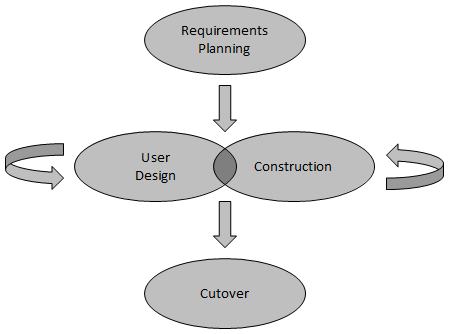 Requirements
Planning
User
Design
Construction
Cutover